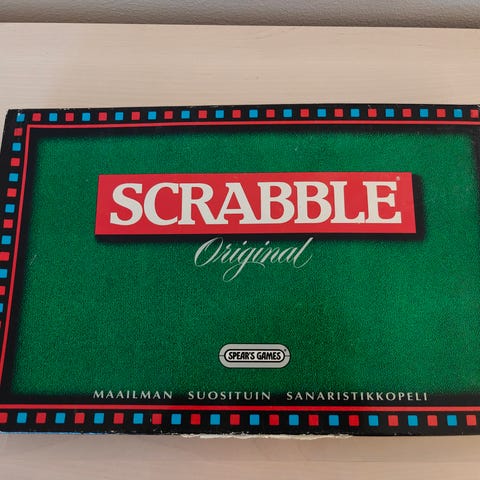 SCRABBLE®
Original
SPEAR'S GAMES
MAAILMAN SUOSITUIN SANARISTIKKOPELI